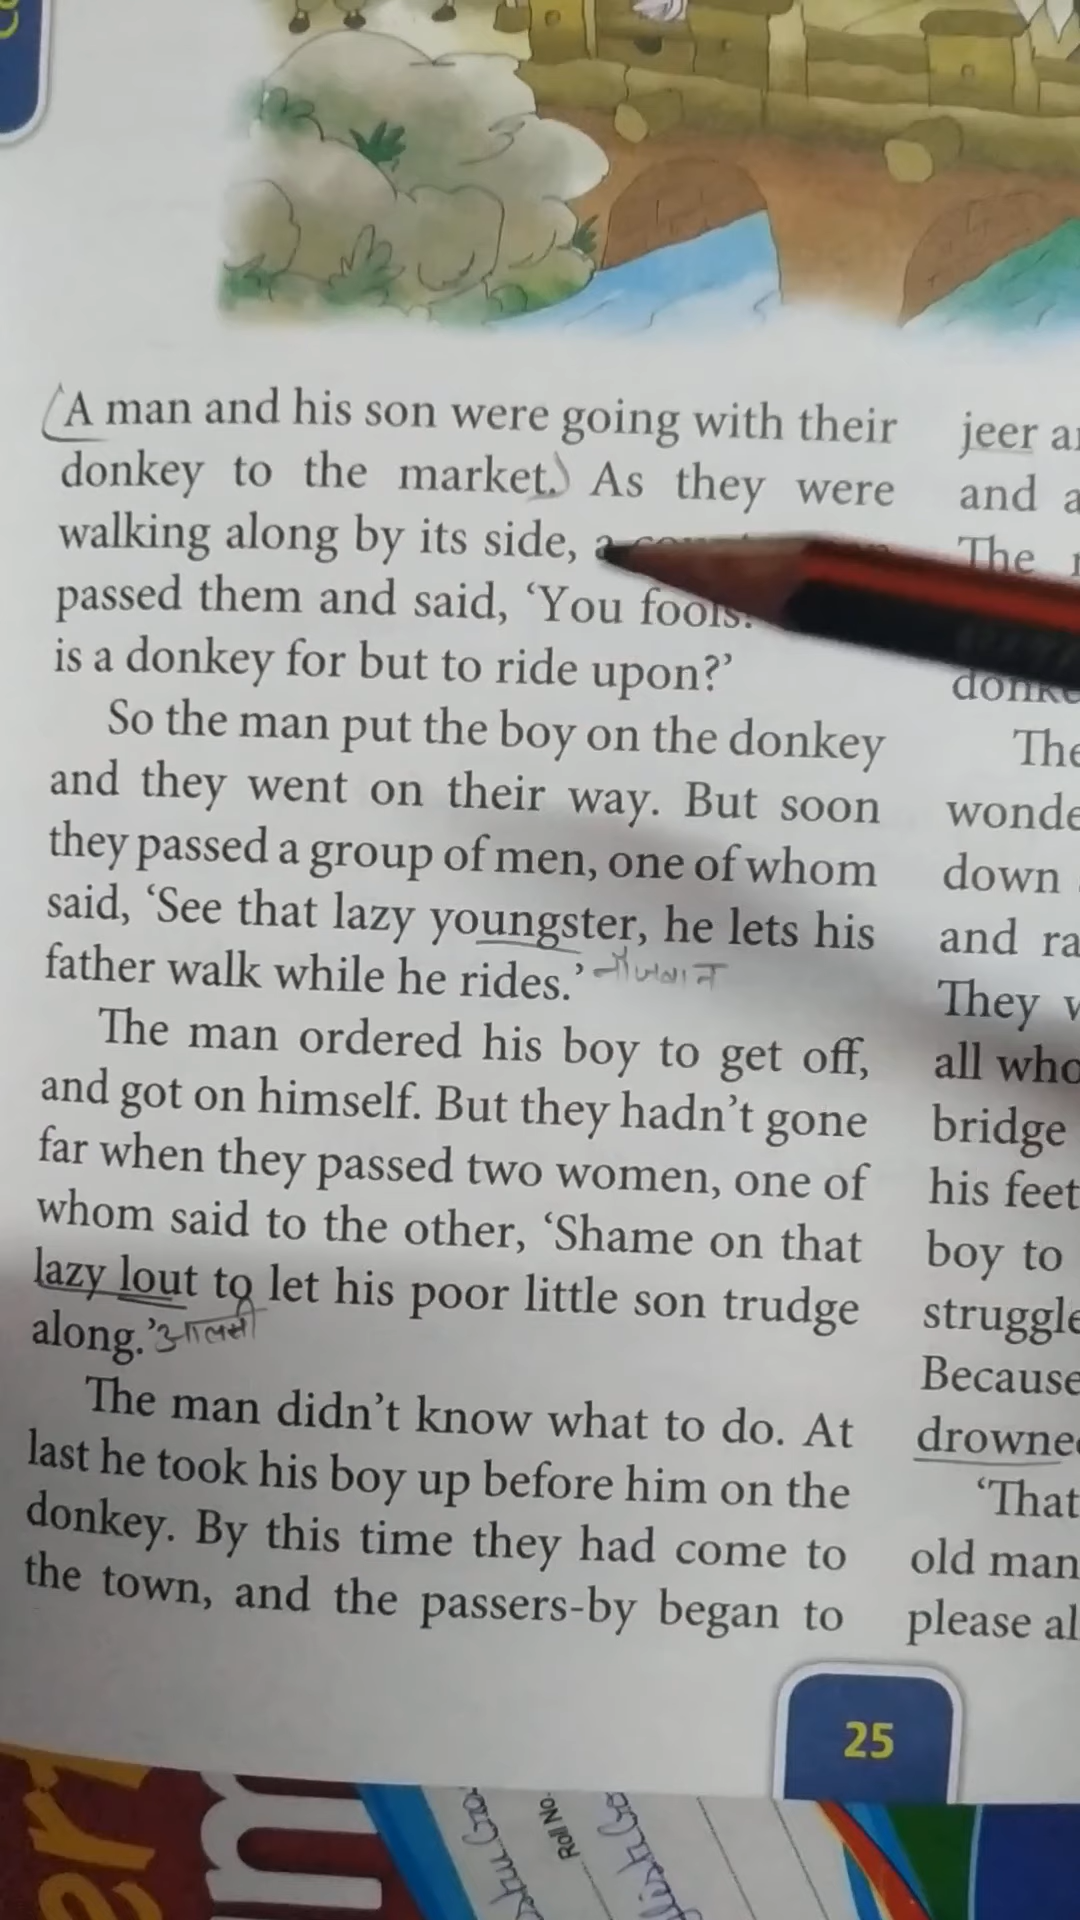 A man and his son were going with their
donkey to the market. As they were
walking along by its side, a
passed them and said, ‘You fools!
is a donkey for but to ride upon?’
So the man put the boy on the donkey
and they went on their way. But soon
they passed a group of men, one of whom
said, ‘See that lazy youngster, he lets his
father walk while he rides.’ नौजवान
The man ordered his boy to get off,
and got on himself. But they hadn’t gone
far when they passed two women, one of
whom said to the other, ‘Shame on that
lazy lout to let his poor little son trudge
along.’ आलसी
The man didn’t know what to do. At
last he took his boy up before him on the
donkey. By this time they had come to
the town, and the passers-by began to
jeer
and
The
The
down
and
They
all who
bridge
his feet
boy to
Because
‘That
old man
please
25
Roll No.